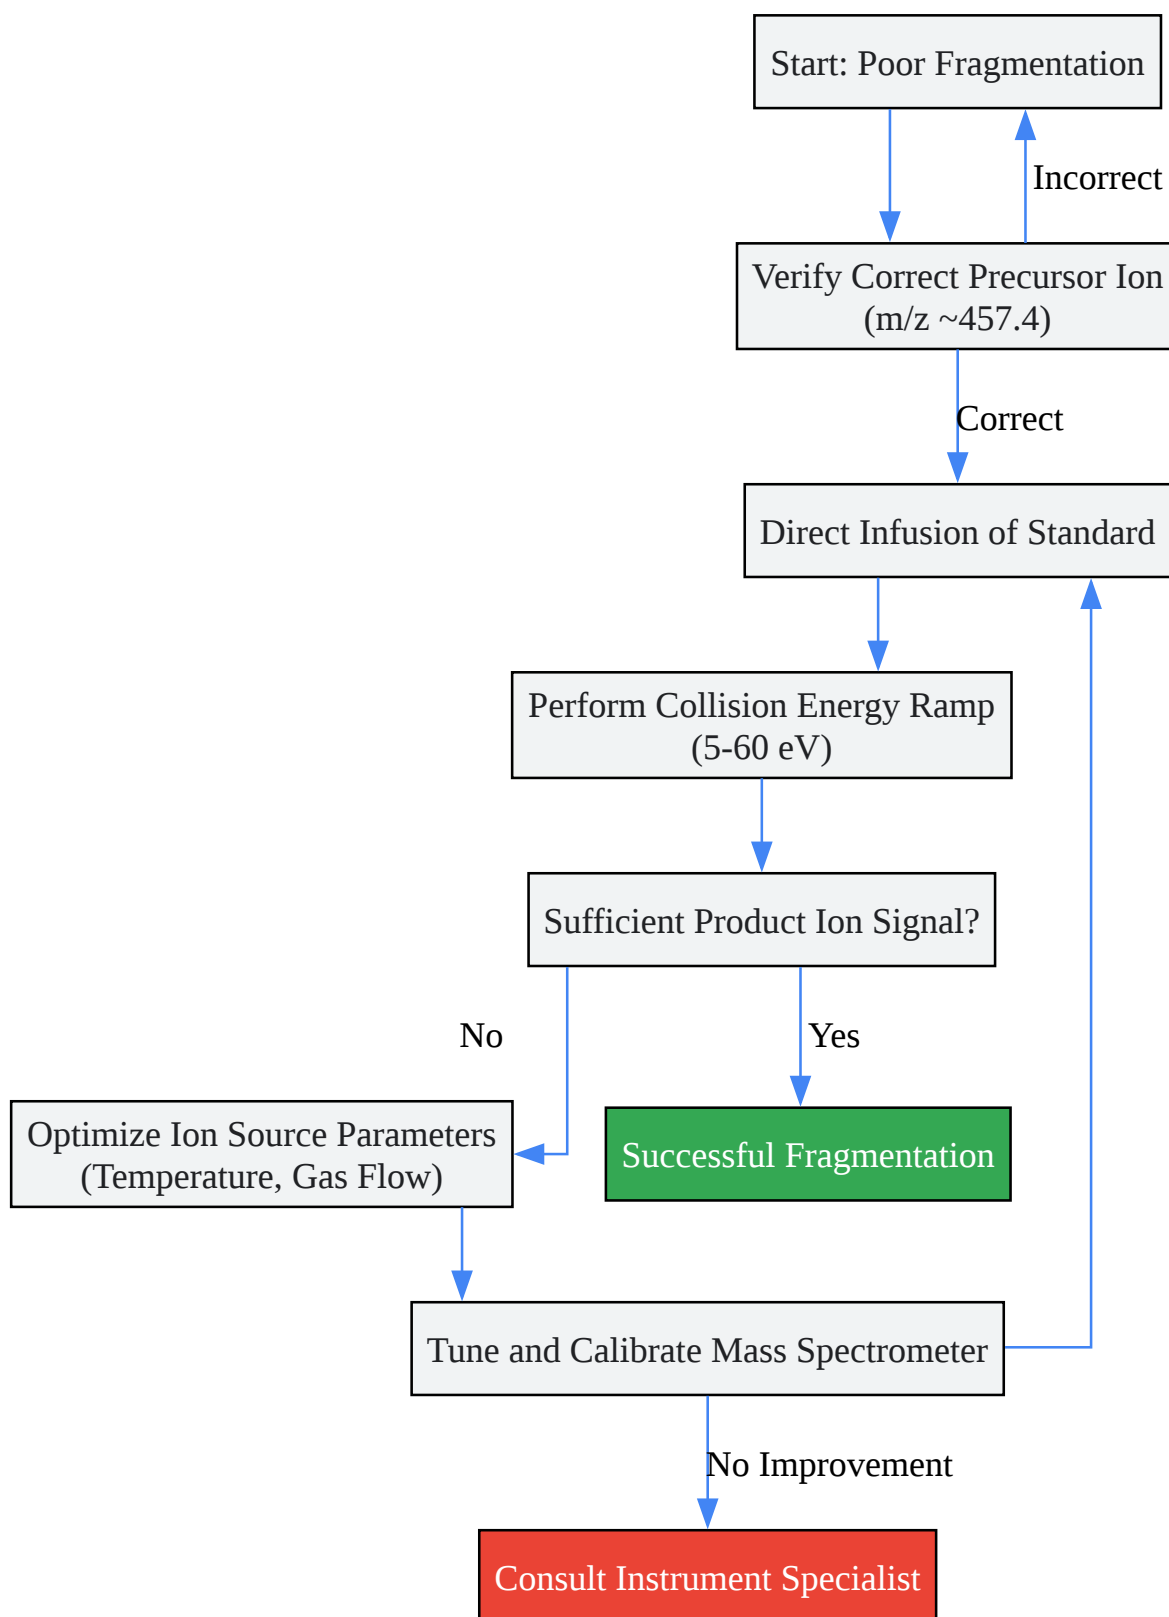 Start: Poor Fragmentation
Incorrect
Verify Correct Precursor Ion
(m/z ~457.4)
Correct
Direct Infusion of Standard
Perform Collision Energy Ramp
(5-60 eV)
Sufficient Product Ion Signal?
No
Yes
Optimize Ion Source Parameters
(Temperature, Gas Flow)
Successful Fragmentation
Tune and Calibrate Mass Spectrometer
No Improvement
Consult Instrument Specialist